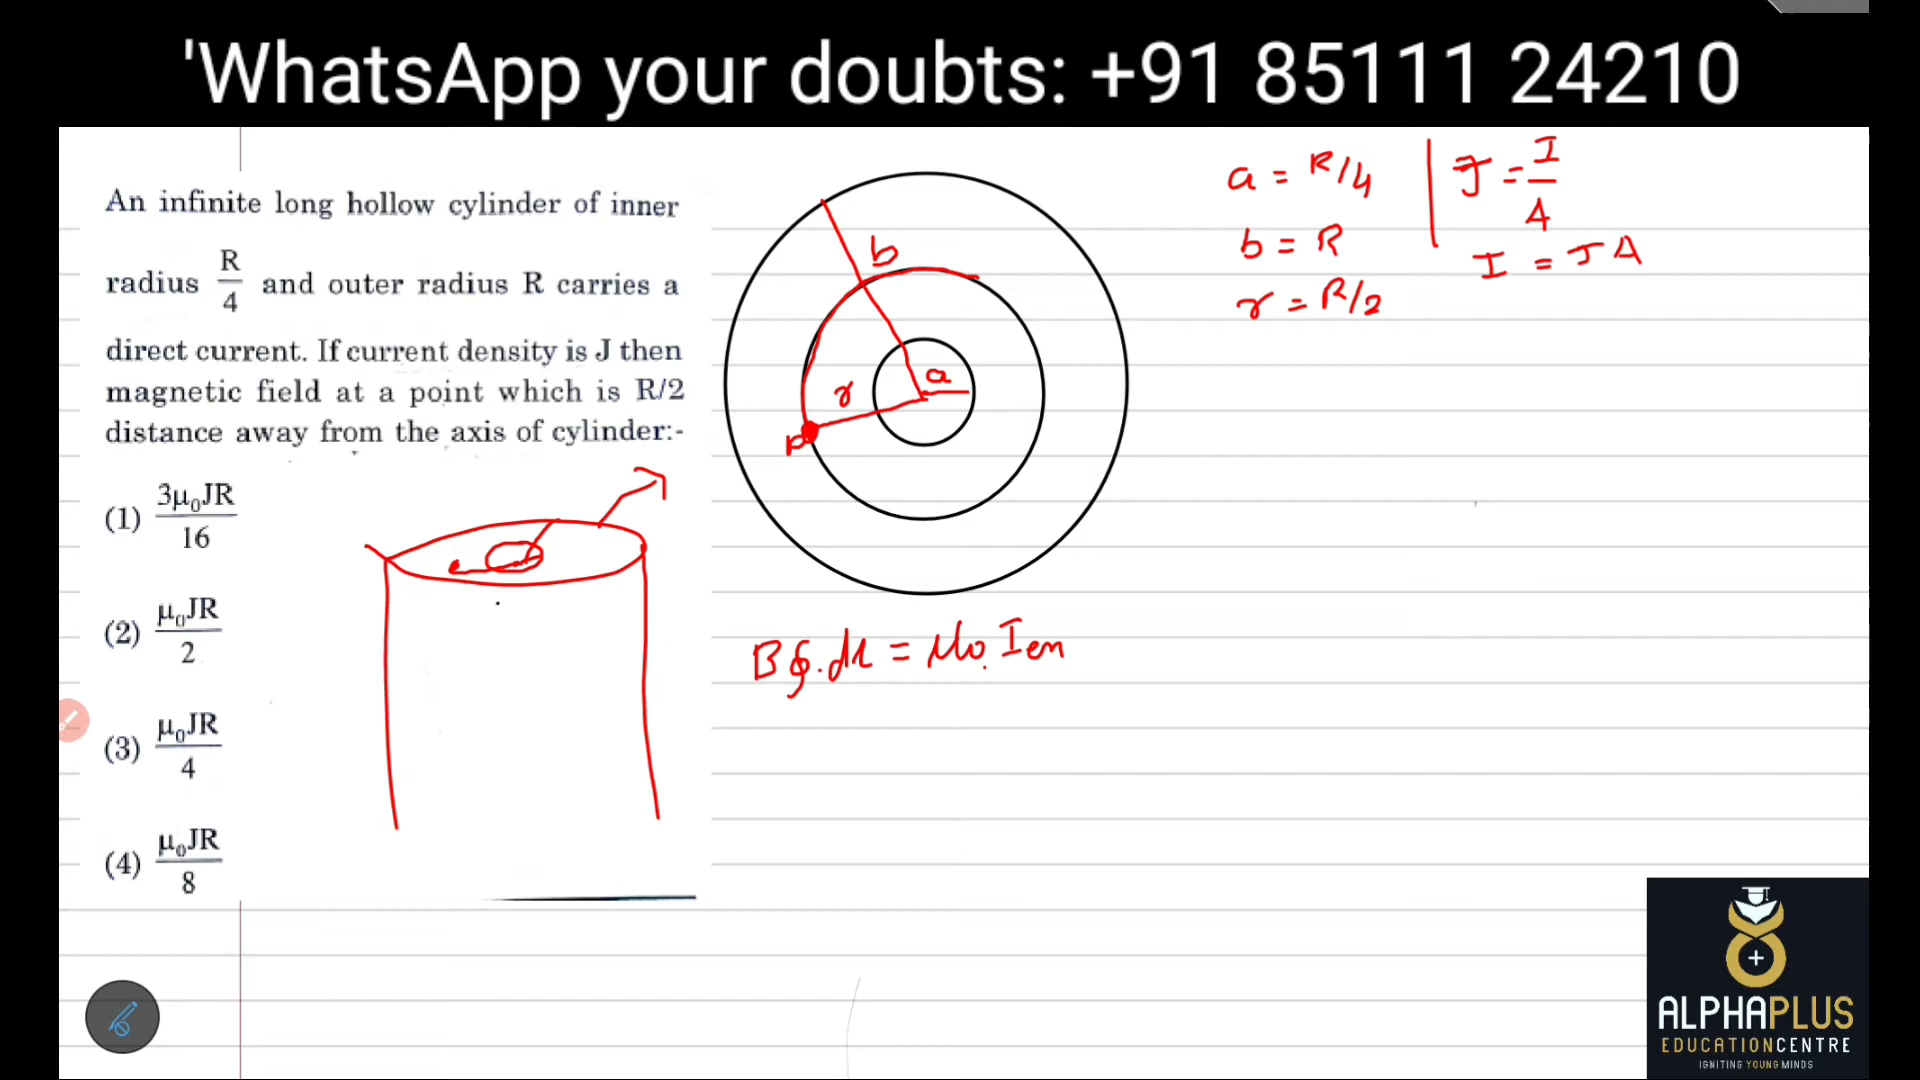 'WhatsApp your doubts: +91 85111 24210
An infinite long hollow cylinder of inner
radius R/4 and outer radius R carries a
direct current. If current density is J then
magnetic field at a point which is R/2
distance away from the axis of cylinder:-
(1) 3μ₀JR/16
(2) μ₀JR/2
(3) μ₀JR/4
(4) μ₀JR/8
b
a
r
P
a = R/4
b = R
r = R/2
J = I/A
I = JA
B∮.dl = μ₀ Ien
ALPHAPLUS
EDUCATIONCENTRE
IGNITING YOUNG MINDS